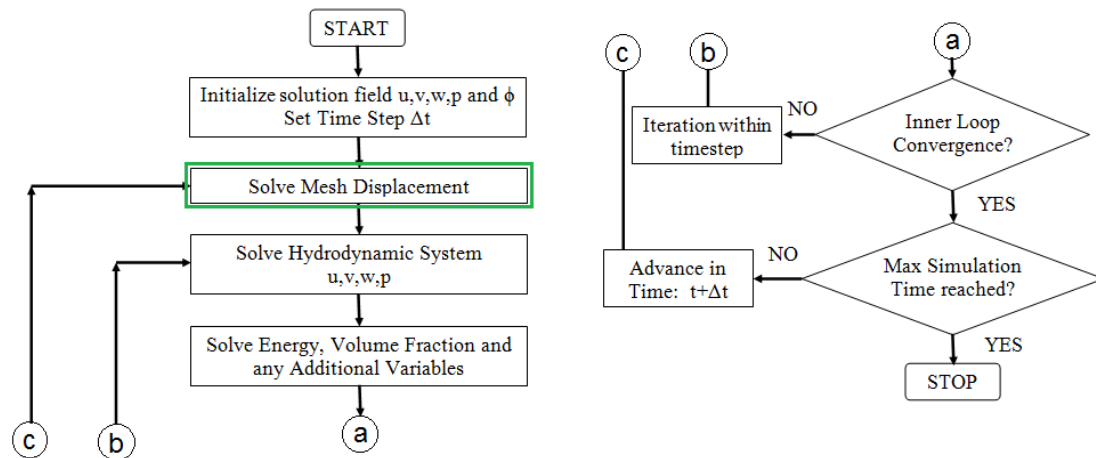 START
Initialize solution field u,v,w,p and ϕ
Set Time Step Δt
Solve Mesh Displacement
Solve Hydrodynamic System
u,v,w,p
Solve Energy, Volume Fraction and
any Additional Variables
c
b
a
c
b
a
Iteration within
timestep
NO
Inner Loop
Convergence?
YES
Advance in
Time: t+Δt
NO
Max Simulation
Time reached?
YES
STOP